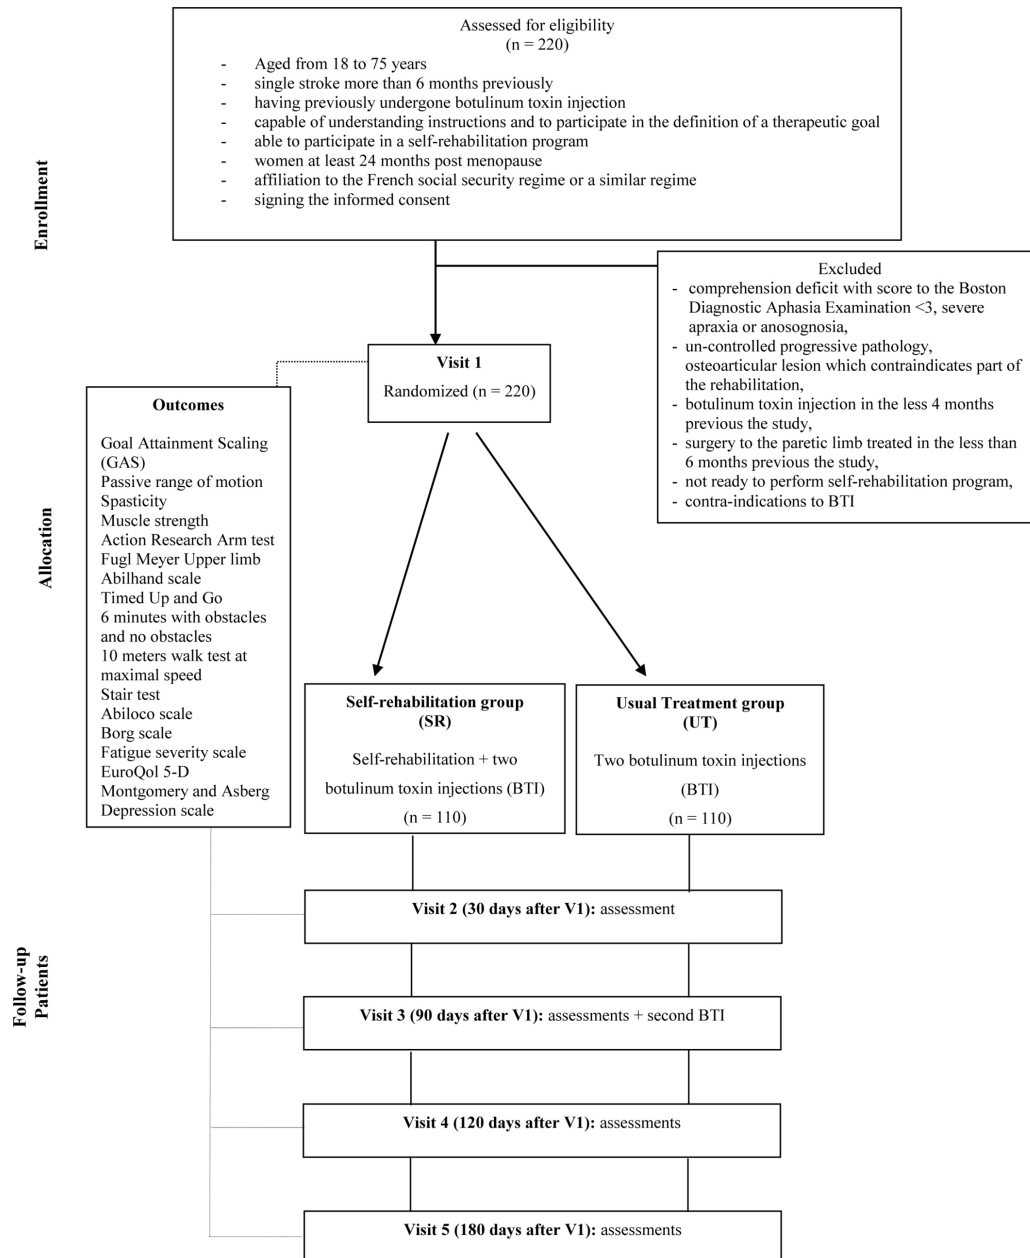 Assessed for eligibility
(n = 220)
- Aged from 18 to 75 years
- single stroke more than 6 months previously
- having previously undergone botulinum toxin injection
- capable of understanding instructions and to participate in the definition of a therapeutic goal
- able to participate in a self-rehabilitation program
- women at least 24 months post menopause
- affiliation to the French social security regime or a similar regime
- signing the informed consent
Enrollment
Excluded
- comprehension deficit with score to the Boston
Diagnostic Aphasia Examination <3, severe
apraxia or anosognosia,
- un-controlled progressive pathology,
osteoarticular lesion which contraindicates part of
the rehabilitation,
- botulinum toxin injection in the less 4 months
previous the study,
- surgery to the paretic limb treated in the less than
6 months previous the study,
- not ready to perform self-rehabilitation program,
- contra-indications to BTI
Visit 1
Randomized (n = 220)
Outcomes
Goal Attainment Scaling
(GAS)
Passive range of motion
Spasticity
Muscle strength
Action Research Arm test
Fugl Meyer Upper limb
Abilhand scale
Timed Up and Go
6 minutes with obstacles
and no obstacles
10 meters walk test at
maximal speed
Stair test
Abiloco scale
Borg scale
Fatigue severity scale
EuroQol 5-D
Montgomery and Asberg
Depression scale
Allocation
Self-rehabilitation group
(SR)
Self-rehabilitation + two
botulinum toxin injections (BTI)
(n = 110)
Usual Treatment group
(UT)
Two botulinum toxin injections
(BTI)
(n = 110)
Follow-up
Patients
Visit 2 (30 days after V1): assessment
Visit 3 (90 days after V1): assessments + second BTI
Visit 4 (120 days after V1): assessments
Visit 5 (180 days after V1): assessments